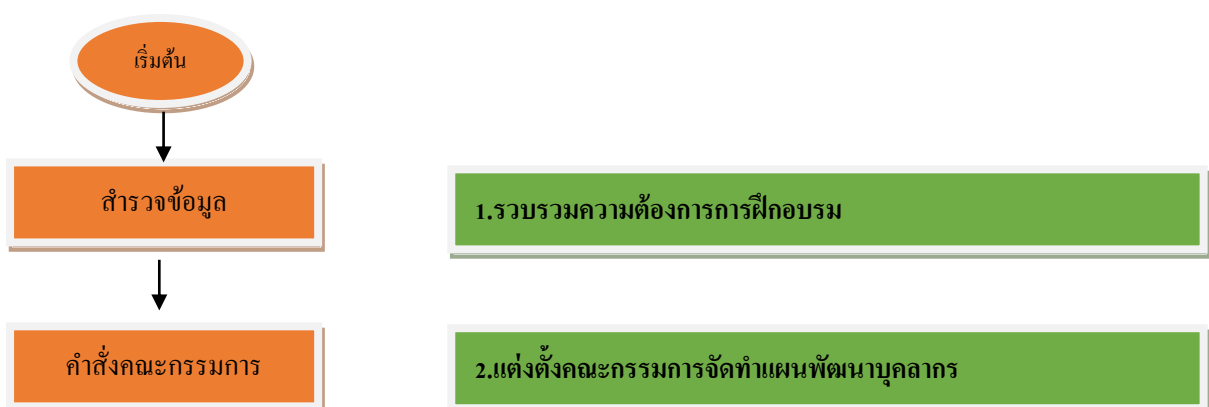 เริ่มต้น
สำรวจข้อมูล
1.รวบรวมความต้องการการฝึกอบรม
คำสั่งคณะกรรมการ
2.แต่งตั้งคณะกรรมการจัดทำแผนพัฒนาบุคลากร